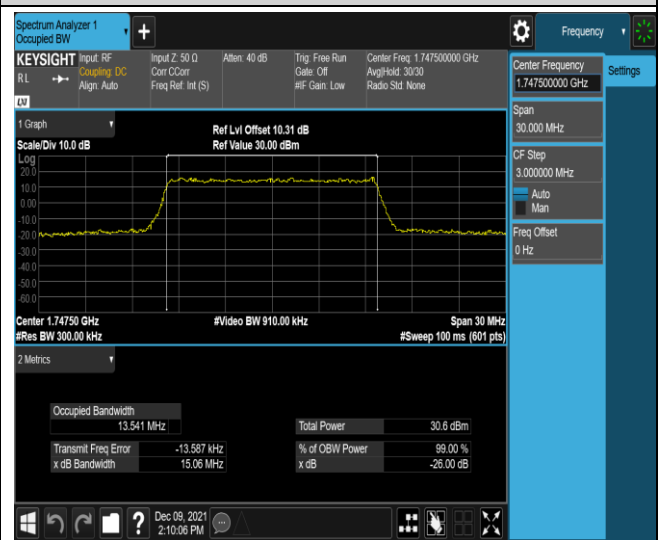 Spectrum Analyzer 1
Occupied BW
+
Frequency
KEYSIGHT
RL
LXI
Input: RF
Coupling: DC
Align: Auto
Input Z: 50 Ω
Corr CCorr
Freq Ref: Int (S)
Atten: 40 dB
Trig: Free Run
Gate: Off
#IF Gain: Low
Center Freq: 1.747500000 GHz
Avg|Hold: 30/30
Radio Std: None
Center Frequency
1.747500000 GHz
Settings
Span
30.000 MHz
CF Step
3.000000 MHz
Auto
Man
Freq Offset
0 Hz
1 Graph
Scale/Div 10.0 dB
Ref Lvl Offset 10.31 dB
Ref Value 30.00 dBm
Log
20.0
10.0
0.00
-10.0
-20.0
-30.0
-40.0
-50.0
-60.0
Center 1.74750 GHz
#Res BW 300.00 kHz
#Video BW 910.00 kHz
Span 30 MHz
#Sweep 100 ms (601 pts)
2 Metrics
Occupied Bandwidth
13.541 MHz
Total Power 30.6 dBm
Transmit Freq Error -13.587 kHz
% of OBW Power 99.00 %
x dB Bandwidth 15.06 MHz
x dB -26.00 dB
?
Dec 09, 2021
2:10:06 PM